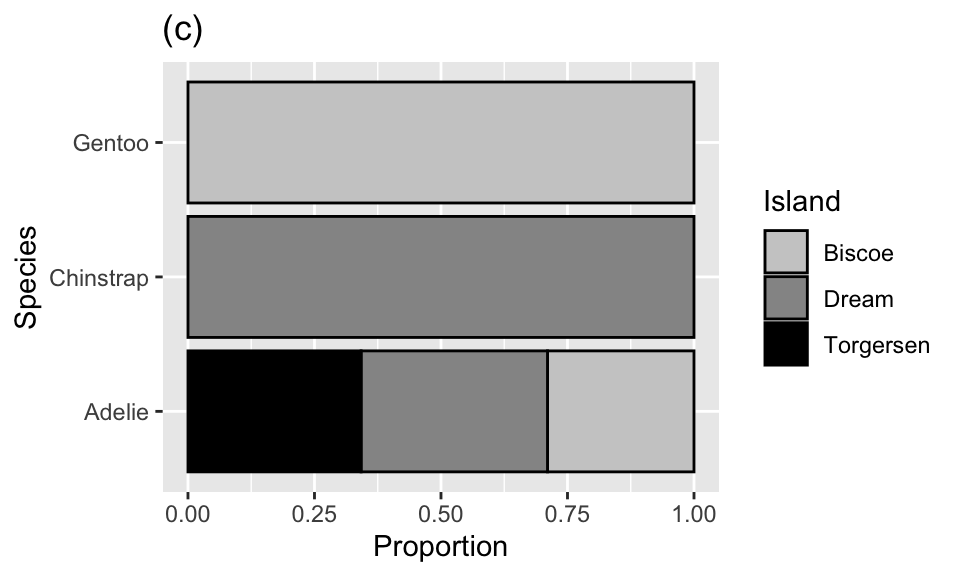 (c)
Species
Gentoo
Chinstrap
Adelie
0.00 0.25 0.50 0.75 1.00
Proportion
Island
Biscoe
Dream
Torgersen